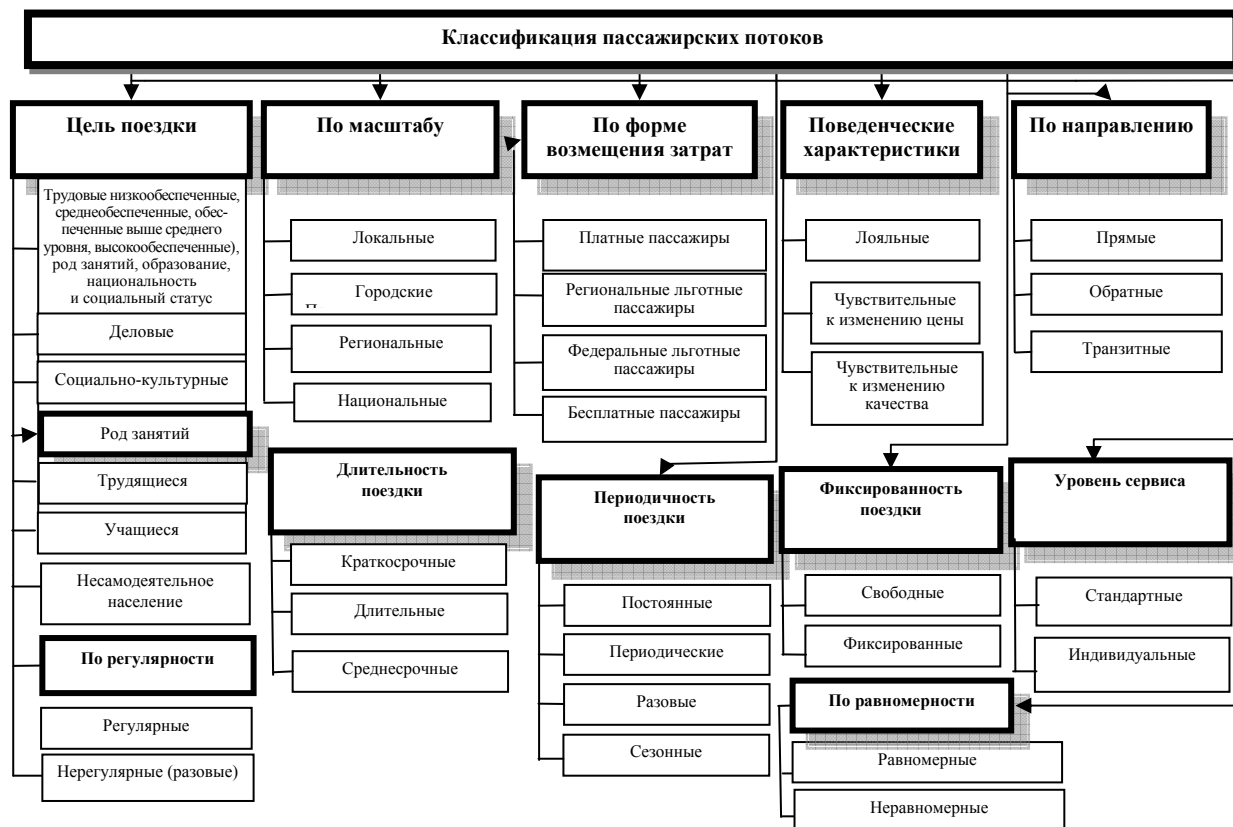 Классификация пассажирских потоков
Цель поездки
Трудовые низкообеспеченные,
среднеобеспеченные, обес-
печенные выше среднего
уровня, высокообеспеченные),
род занятий, образование,
национальность
и социальный статус
Деловые
Социально-культурные
Род занятий
Трудящиеся
Учащиеся
Несамодеятельное
население
По регулярности
Регулярные
Нерегулярные (разовые)
По масштабу
Локальные
Городские
Региональные
Национальные
Длительность
поездки
Краткосрочные
Длительные
Среднесрочные
По форме
возмещения затрат
Платные пассажиры
Региональные льготные
пассажиры
Федеральные льготные
пассажиры
Бесплатные пассажиры
Периодичность
поездки
Постоянные
Периодические
Разовые
Сезонные
Поведенческие
характеристики
Лояльные
Чувствительные
к изменению цены
Чувствительные
к изменению
качества
Фиксированность
поездки
Свободные
Фиксированные
По равномерности
Равномерные
Неравномерные
По направлению
Прямые
Обратные
Транзитные
Уровень сервиса
Стандартные
Индивидуальные